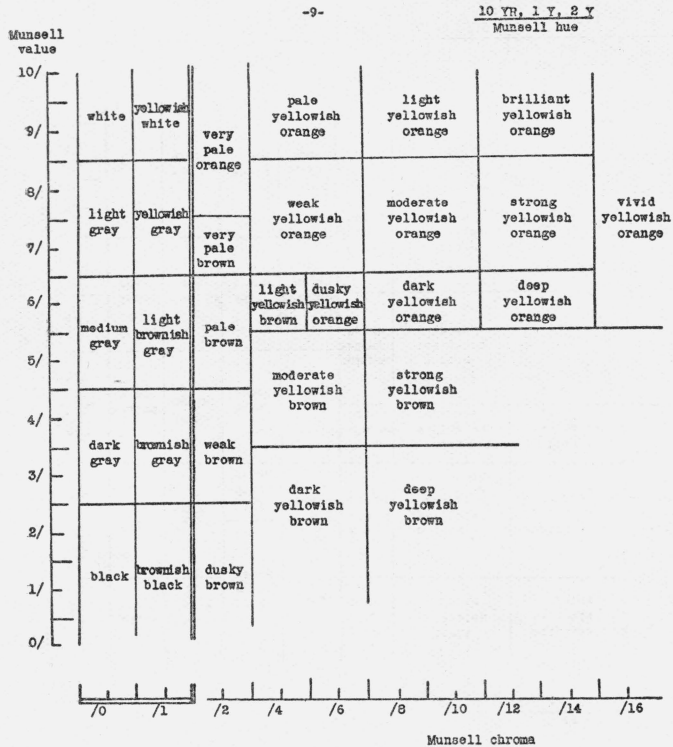 -9-
10 YR, 1 Y, 2 Y
Munsell hue
Munsell
value
10/
9/
8/
7/
6/
5/
4/
3/
2/
1/
0/
white
yellowish
white
very
pale
orange
pale
yellowish
orange
light
yellowish
orange
brilliant
yellowish
orange
light
gray
yellowish
gray
very
pale
brown
weak
yellowish
orange
moderate
yellowish
orange
strong
yellowish
orange
vivid
yellowish
orange
medium
gray
light
brownish
gray
pale
brown
light
yellowish
brown
dusky
yellowish
orange
dark
yellowish
orange
deep
yellowish
orange
moderate
yellowish
brown
strong
yellowish
brown
dark
gray
brownish
gray
weak
brown
dark
yellowish
brown
deep
yellowish
brown
black
brownish
black
dusky
brown
/0 /1 /2 /4 /6 /8 /10 /12 /14 /16
Munsell chroma